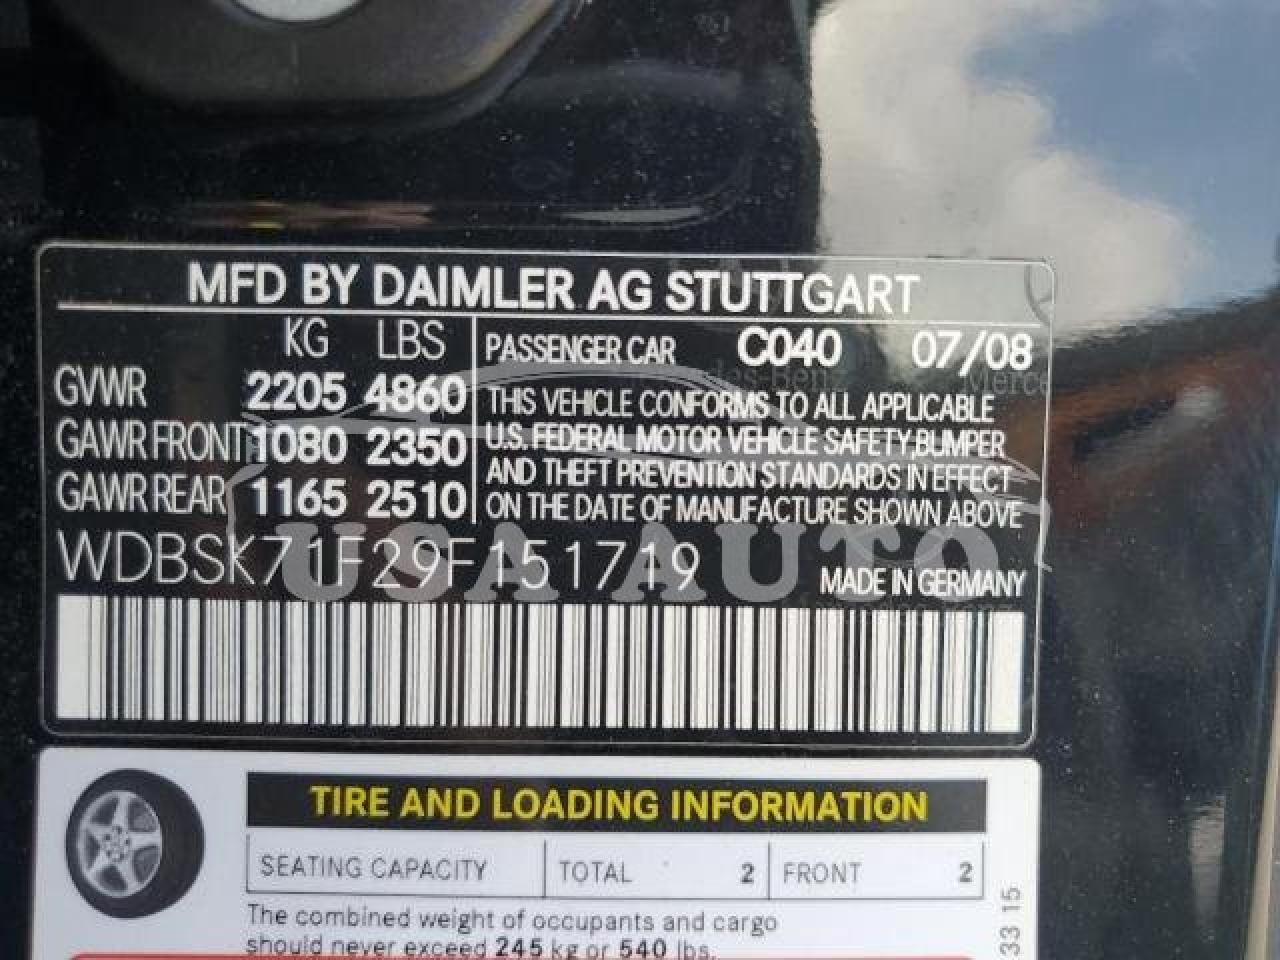 MFD BY DAIMLER AG STUTTGART
KG LBS
PASSENGER CAR C040 07/08
GVWR 2205 4860
GAWR FRONT 1080 2350
GAWR REAR 1165 2510
THIS VEHICLE CONFORMS TO ALL APPLICABLE
U.S. FEDERAL MOTOR VEHICLE SAFETY, BUMPER
AND THEFT PREVENTION STANDARDS IN EFFECT
ON THE DATE OF MANUFACTURE SHOWN ABOVE
WDBSK71F29F151719 MADE IN GERMANY
USA AUTO
TIRE AND LOADING INFORMATION
SEATING CAPACITY TOTAL 2 FRONT 2
The combined weight of occupants and cargo
should never exceed 245 kg or 540 lbs.
33 15